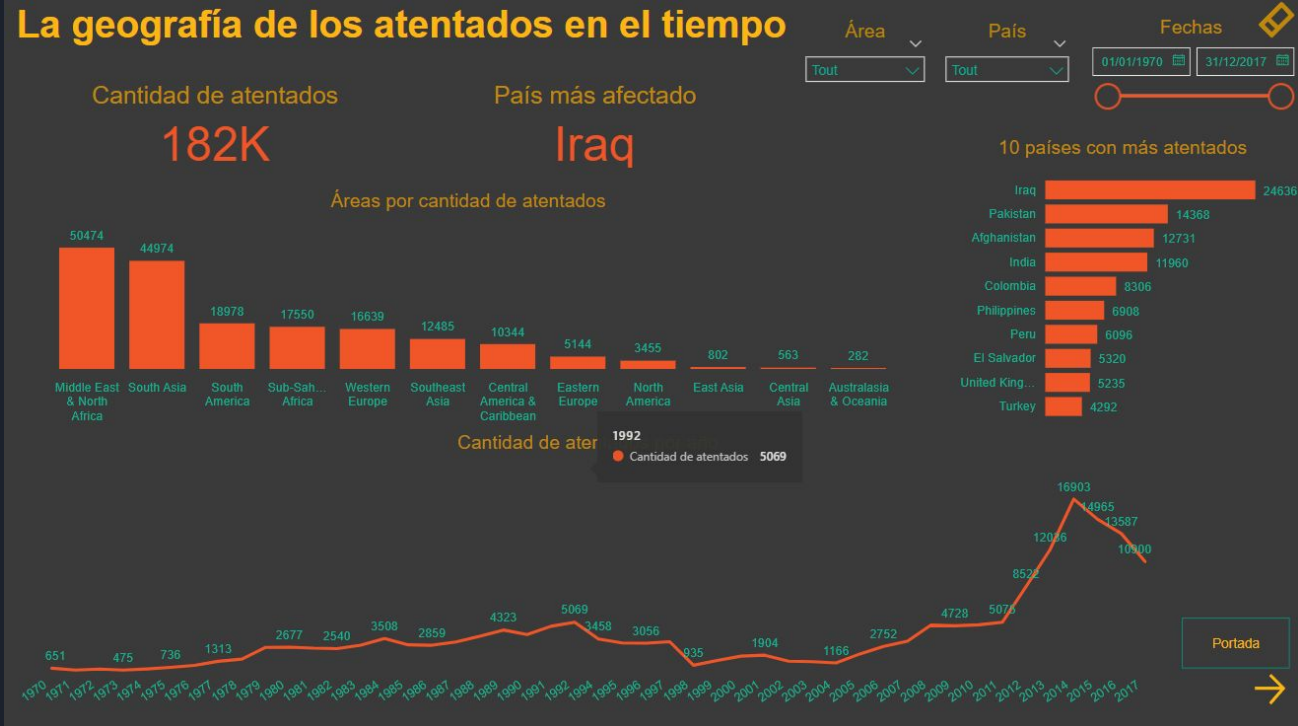 La geografía de los atentados en el tiempo
Área
País
Fechas
Tout
Tout
01/01/1970
31/12/2017
Cantidad de atentados
182K
País más afectado
Iraq
10 países con más atentados
Iraq 24636
Pakistan 14368
Afghanistan 12731
India 11960
Colombia 8306
Philippines 6908
Peru 6096
El Salvador 5320
United King... 5235
Turkey 4292
Áreas por cantidad de atentados
50474
44974
18978
17550
16639
12485
10344
5144
3455
802
563
282
Middle East
& North
Africa
South Asia
South
America
Sub-Sah...
Africa
Western
Europe
Southeast
Asia
Central
America &
Caribbean
Eastern
Europe
North
America
East Asia
Central
Asia
Australasia
& Oceania
Cantidad de aten
1992
Cantidad de atentados 5069
651
475
736
1313
2677
2540
3508
2859
4323
5069
3458
3056
935
1904
1166
2752
4728
5076
8522
12036
16903
14965
13587
10900
1970
1971
1972
1973
1974
1975
1976
1977
1978
1979
1980
1981
1982
1983
1984
1985
1986
1987
1988
1989
1990
1991
1992
1994
1995
1996
1997
1998
1999
2000
2001
2002
2003
2004
2005
2006
2007
2008
2009
2010
2011
2012
2013
2014
2015
2016
2017
Portada